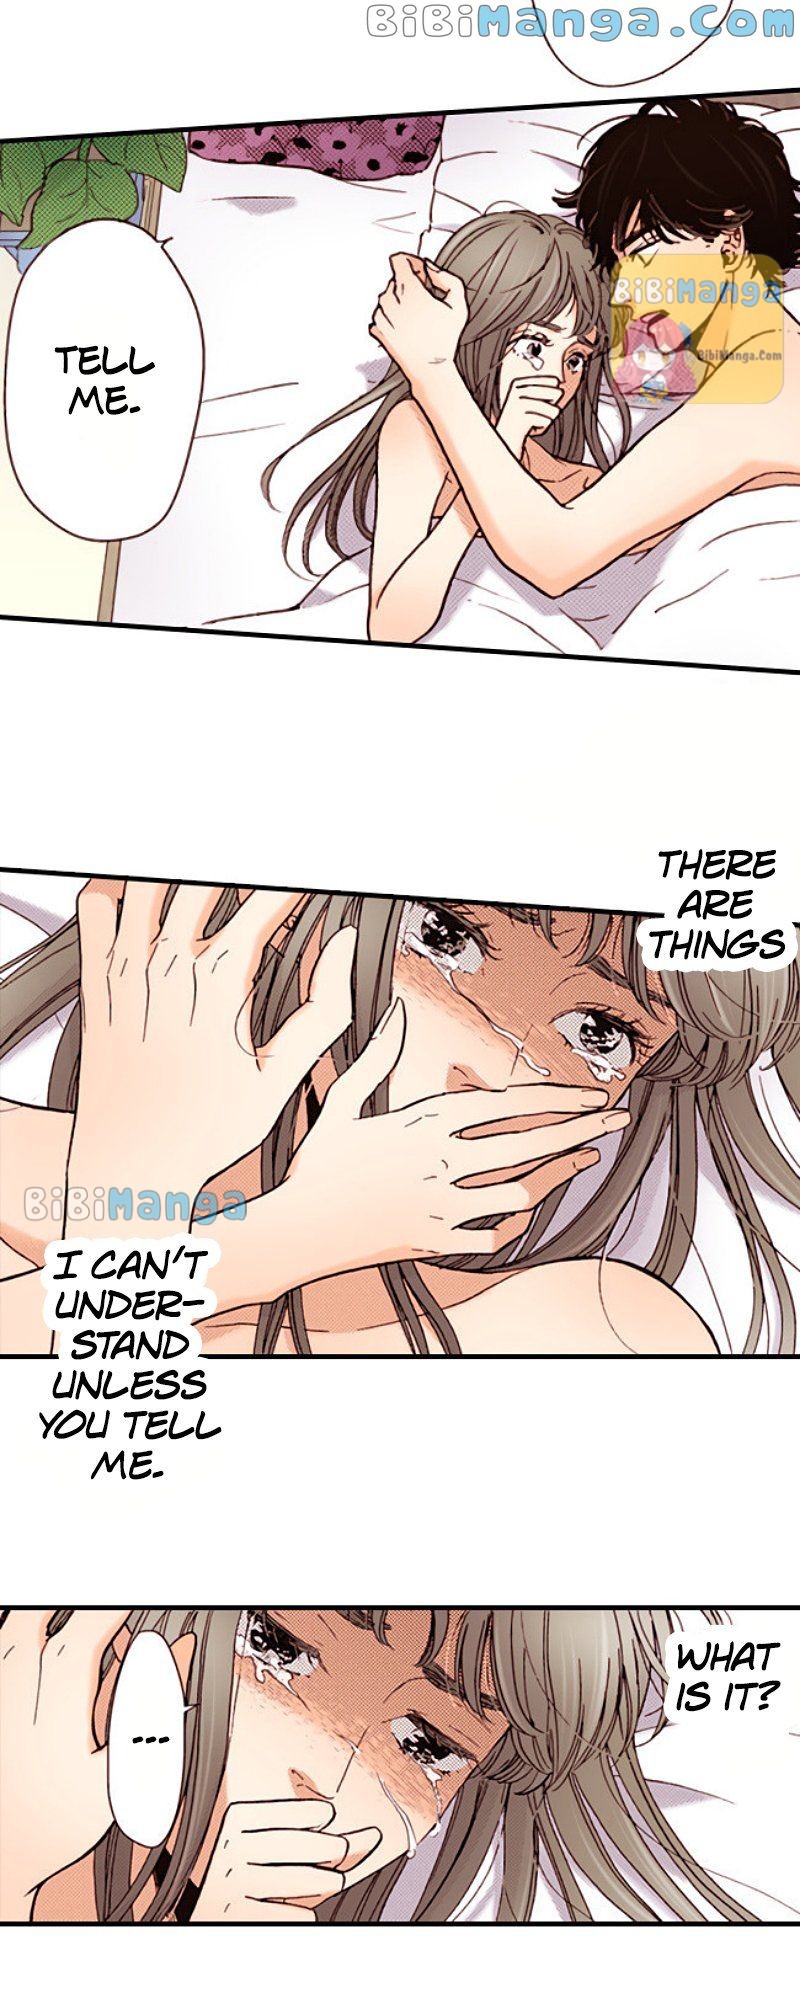 BiBiManga.Com
TELL
ME.
BiBiManga
BibiManga.Com
THERE
ARE
THINGS
BiBiManga
I CAN'T
UNDER-
STAND
UNLESS
YOU TELL
ME.
WHAT
IS IT?
...